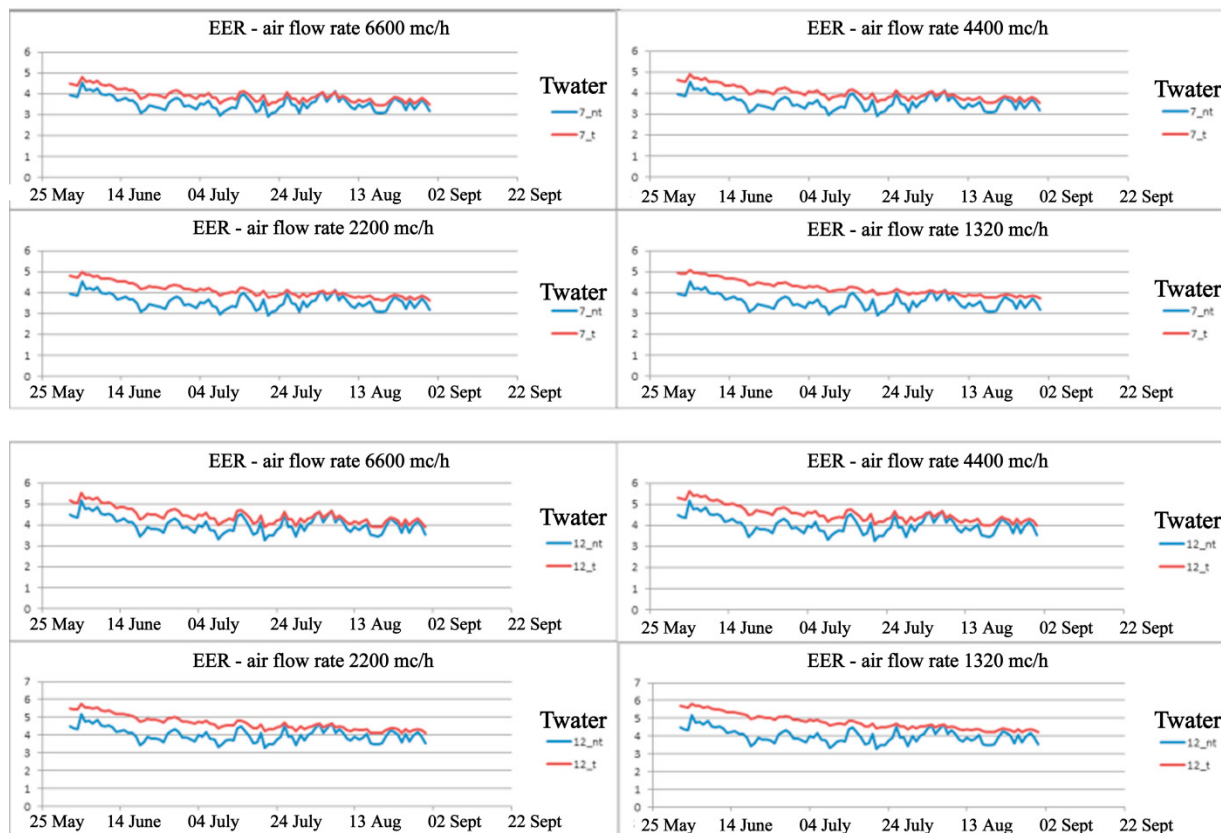 EER - air flow rate 6600 mc/h
6
5
4
3
2
1
0
25 May 14 June 04 July 24 July 13 Aug 02 Sept 22 Sept
Twater
7_nt
7_t
EER - air flow rate 4400 mc/h
6
5
4
3
2
1
0
25 May 14 June 04 July 24 July 13 Aug 02 Sept 22 Sept
Twater
7_nt
7_t
EER - air flow rate 2200 mc/h
6
5
4
3
2
1
0
25 May 14 June 04 July 24 July 13 Aug 02 Sept 22 Sept
Twater
7_nt
7_t
EER - air flow rate 1320 mc/h
6
5
4
3
2
1
0
25 May 14 June 04 July 24 July 13 Aug 02 Sept 22 Sept
Twater
7_nt
7_t
EER - air flow rate 6600 mc/h
6
5
4
3
2
1
0
25 May 14 June 04 July 24 July 13 Aug 02 Sept 22 Sept
Twater
12_nt
12_t
EER - air flow rate 4400 mc/h
6
5
4
3
2
1
0
25 May 14 June 04 July 24 July 13 Aug 02 Sept 22 Sept
Twater
12_nt
12_t
EER - air flow rate 2200 mc/h
7
6
5
4
3
2
1
0
25 May 14 June 04 July 24 July 13 Aug 02 Sept 22 Sept
Twater
12_nt
12_t
EER - air flow rate 1320 mc/h
7
6
5
4
3
2
1
0
25 May 14 June 04 July 24 July 13 Aug 02 Sept 22 Sept
Twater
12_nt
12_t